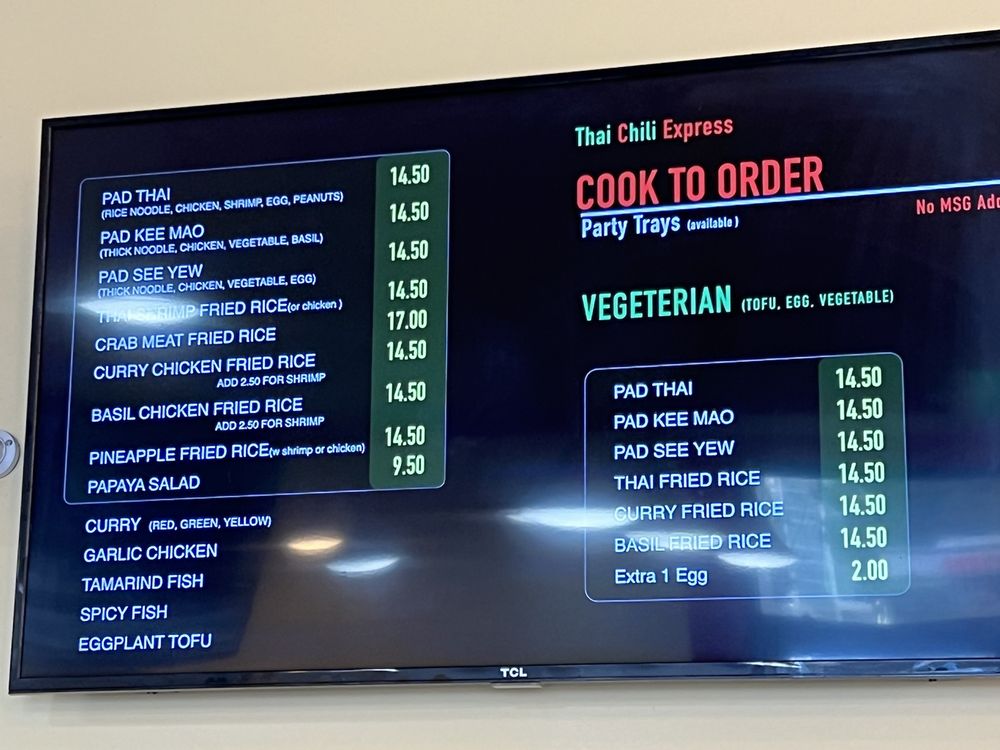 PAD THAI 14.50
(RICE NOODLE, CHICKEN, SHRIMP, EGG, PEANUTS)
PAD KEE MAO 14.50
(THICK NOODLE, CHICKEN, VEGETABLE, BASIL)
PAD SEE YEW 14.50
(THICK NOODLE, CHICKEN, VEGETABLE, EGG)
THAI SHRIMP FRIED RICE(or chicken ) 14.50
CRAB MEAT FRIED RICE 17.00
CURRY CHICKEN FRIED RICE 14.50
ADD 2.50 FOR SHRIMP
BASIL CHICKEN FRIED RICE 14.50
ADD 2.50 FOR SHRIMP
PINEAPPLE FRIED RICE(w shrimp or chicken) 14.50
PAPAYA SALAD 9.50
CURRY (RED, GREEN, YELLOW)
GARLIC CHICKEN
TAMARIND FISH
SPICY FISH
EGGPLANT TOFU
Thai Chili Express
COOK TO ORDER
Party Trays (available )
No MSG
VEGETERIAN (TOFU, EGG, VEGETABLE)
PAD THAI 14.50
PAD KEE MAO 14.50
PAD SEE YEW 14.50
THAI FRIED RICE 14.50
CURRY FRIED RICE 14.50
BASIL FRIED RICE 14.50
Extra 1 Egg 2.00
TCL